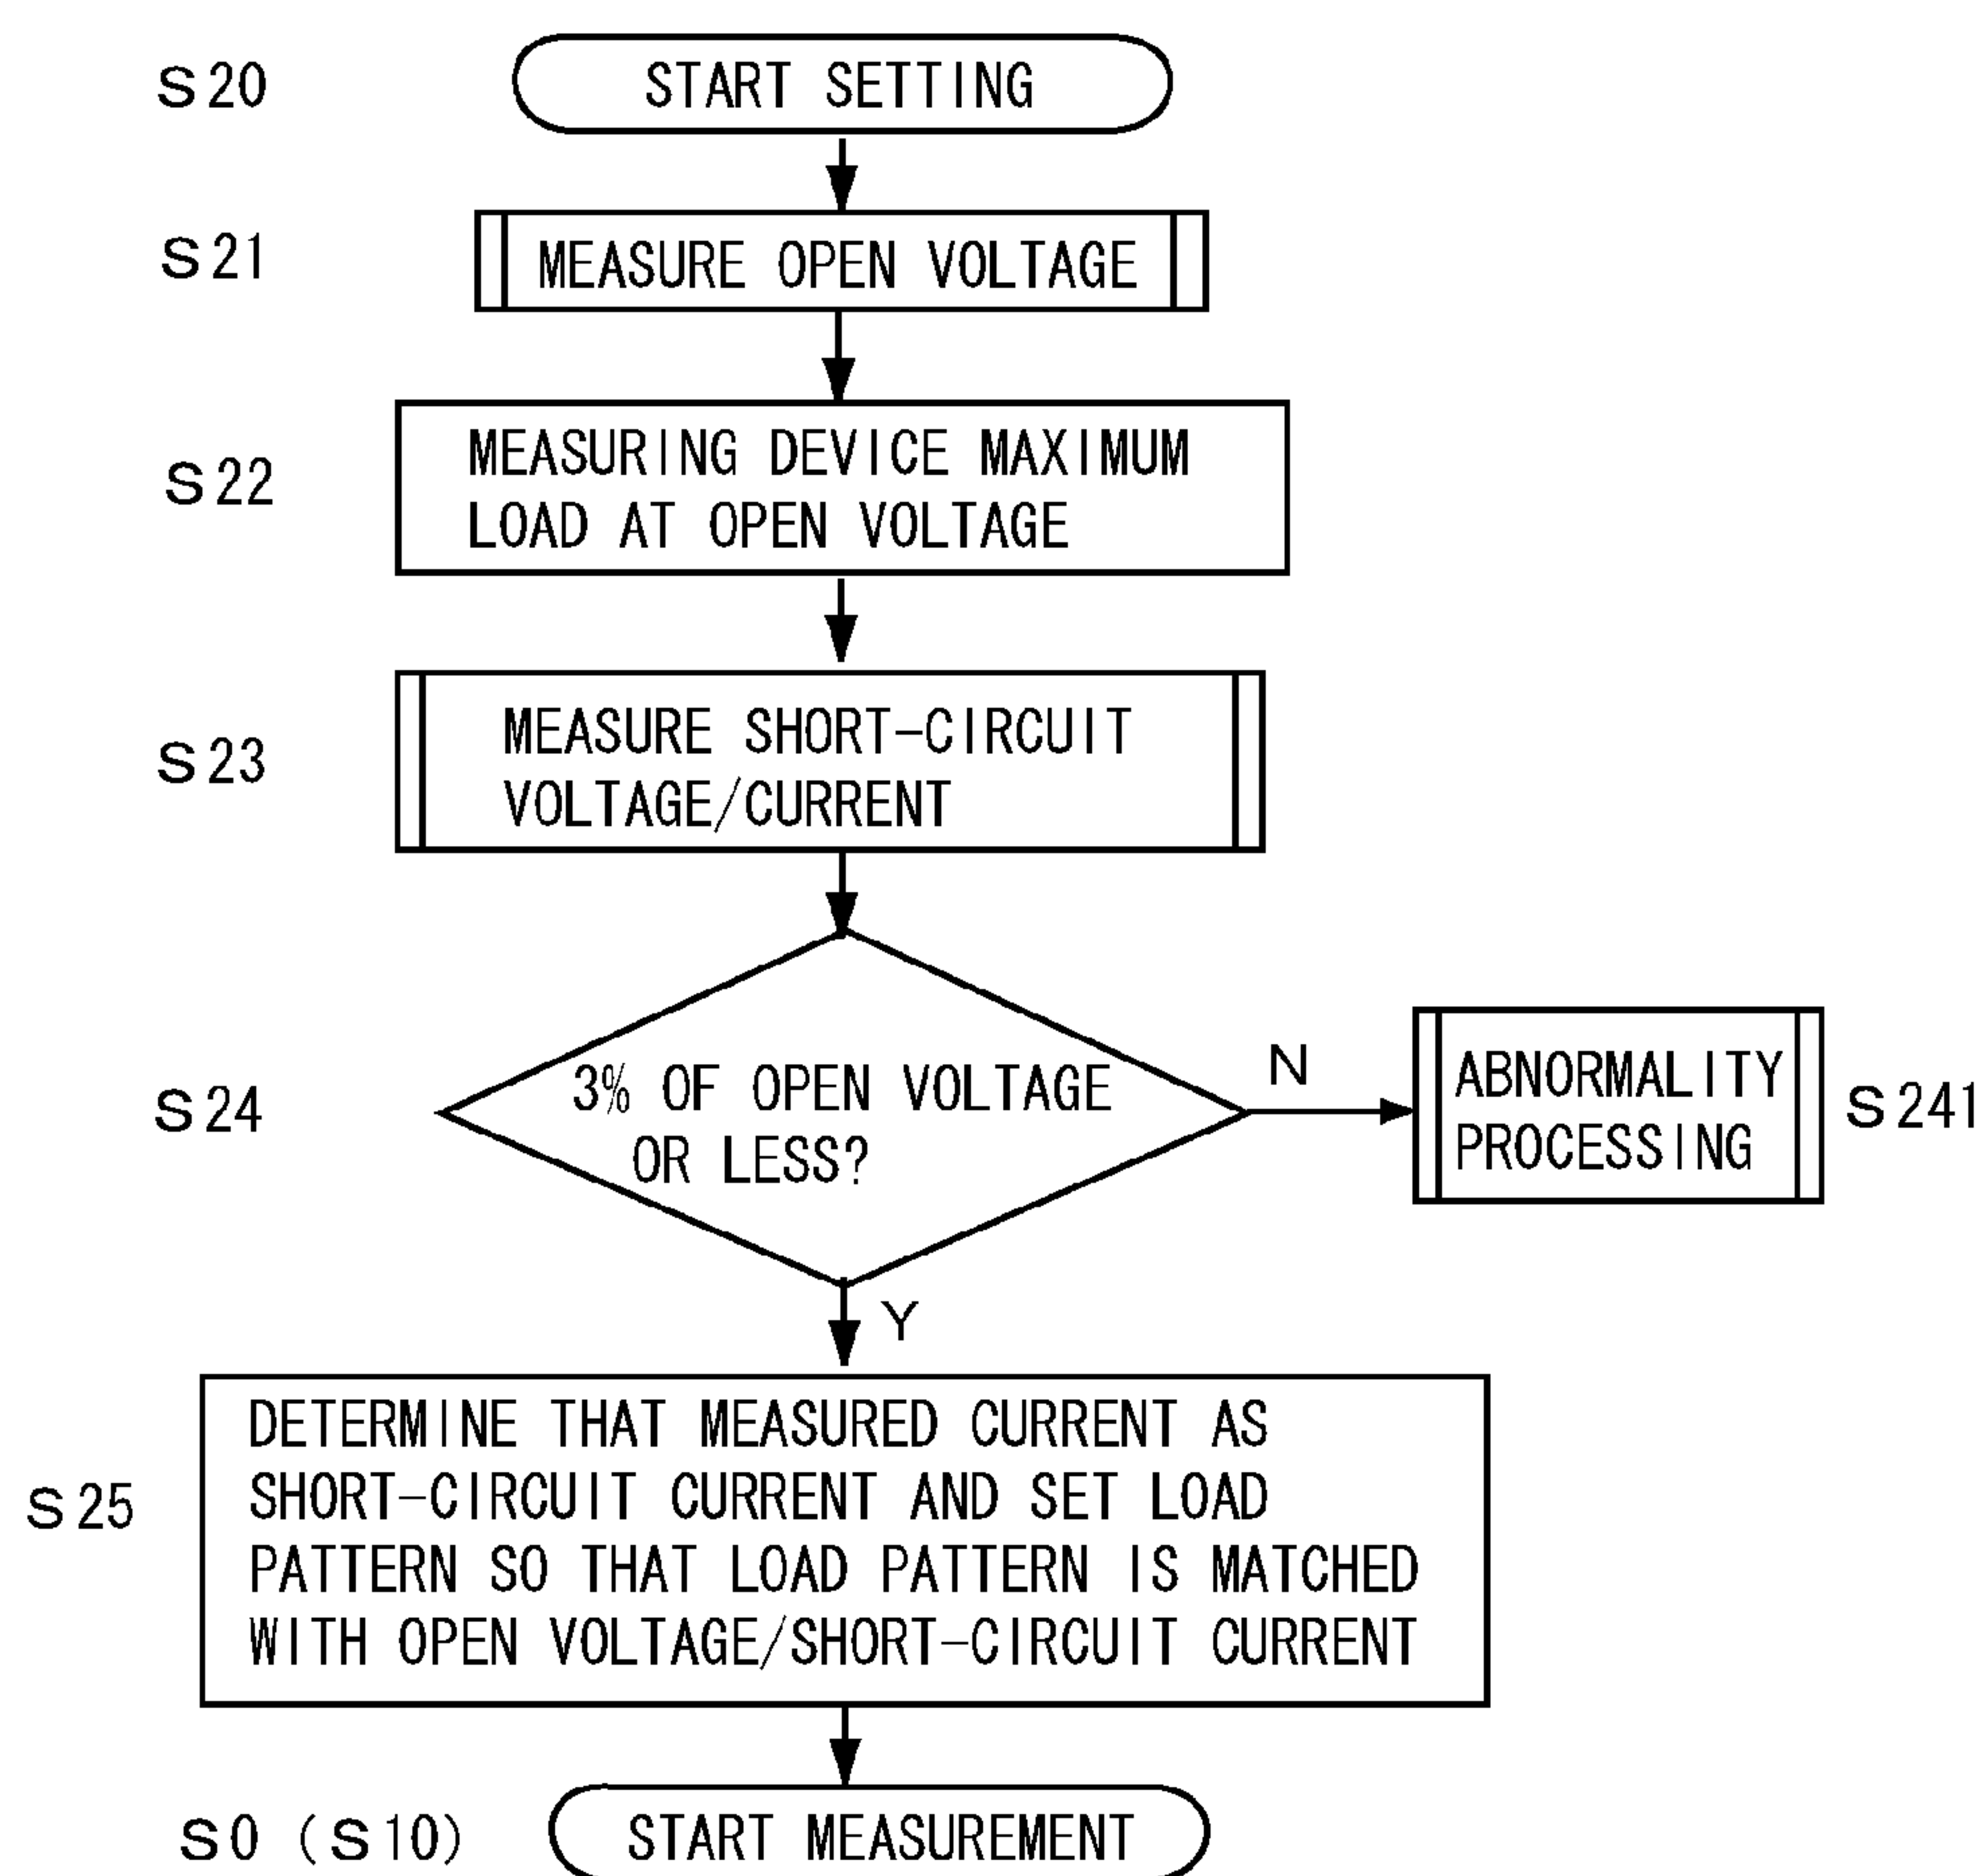 S20
START SETTING
S21
MEASURE OPEN VOLTAGE
S22
MEASURING DEVICE MAXIMUM
LOAD AT OPEN VOLTAGE
S23
MEASURE SHORT-CIRCUIT
VOLTAGE/CURRENT
S24
3% OF OPEN VOLTAGE
OR LESS?
N
ABNORMALITY
PROCESSING
S241
Y
S25
DETERMINE THAT MEASURED CURRENT AS
SHORT-CIRCUIT CURRENT AND SET LOAD
PATTERN SO THAT LOAD PATTERN IS MATCHED
WITH OPEN VOLTAGE/SHORT-CIRCUIT CURRENT
S0 (S10)
START MEASUREMENT